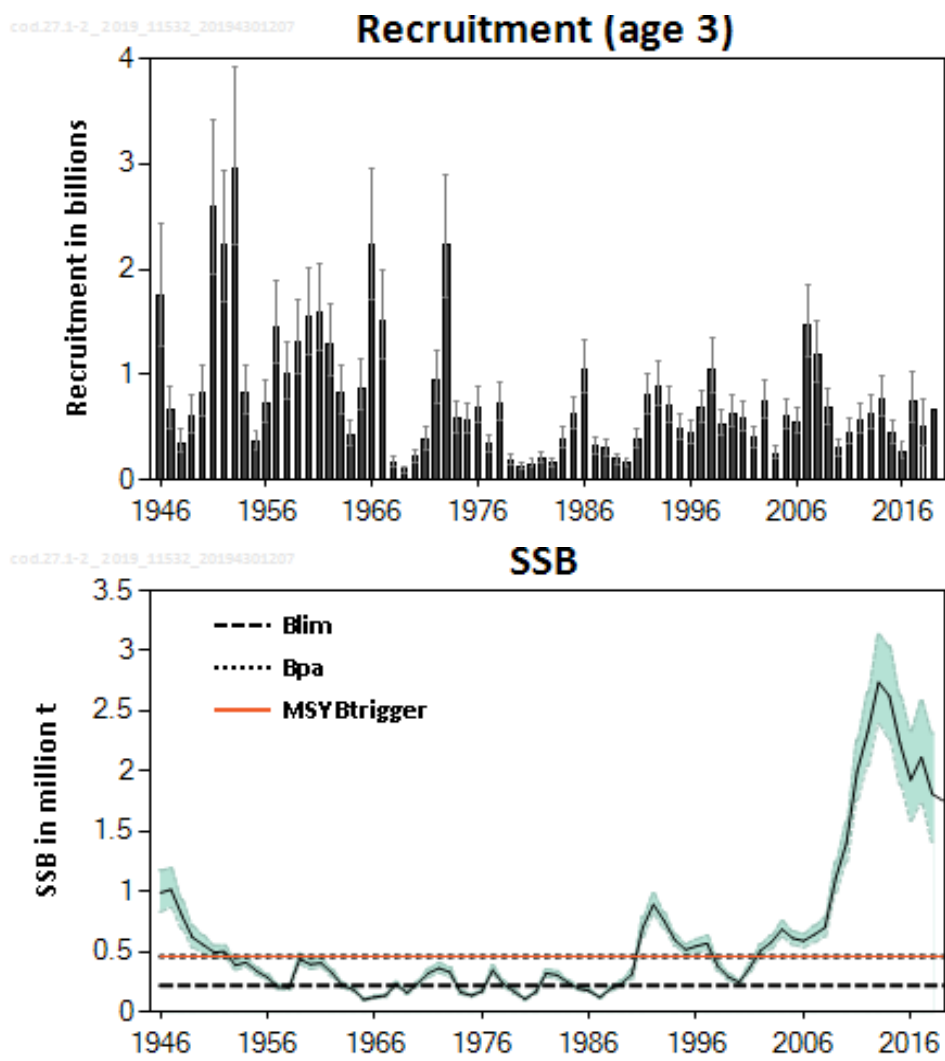 cod.27.1-2_2019_11532_20194301207
Recruitment (age 3)
Recruitment in billions
4
3
2
1
0
1946 1956 1966 1976 1986 1996 2006 2016
cod.27.1-2_2019_11532_20194301207
SSB
SSB in million t
3.5
3
2.5
2
1.5
1
0.5
0
Blim
Bpa
MSYBtrigger
1946 1956 1966 1976 1986 1996 2006 2016